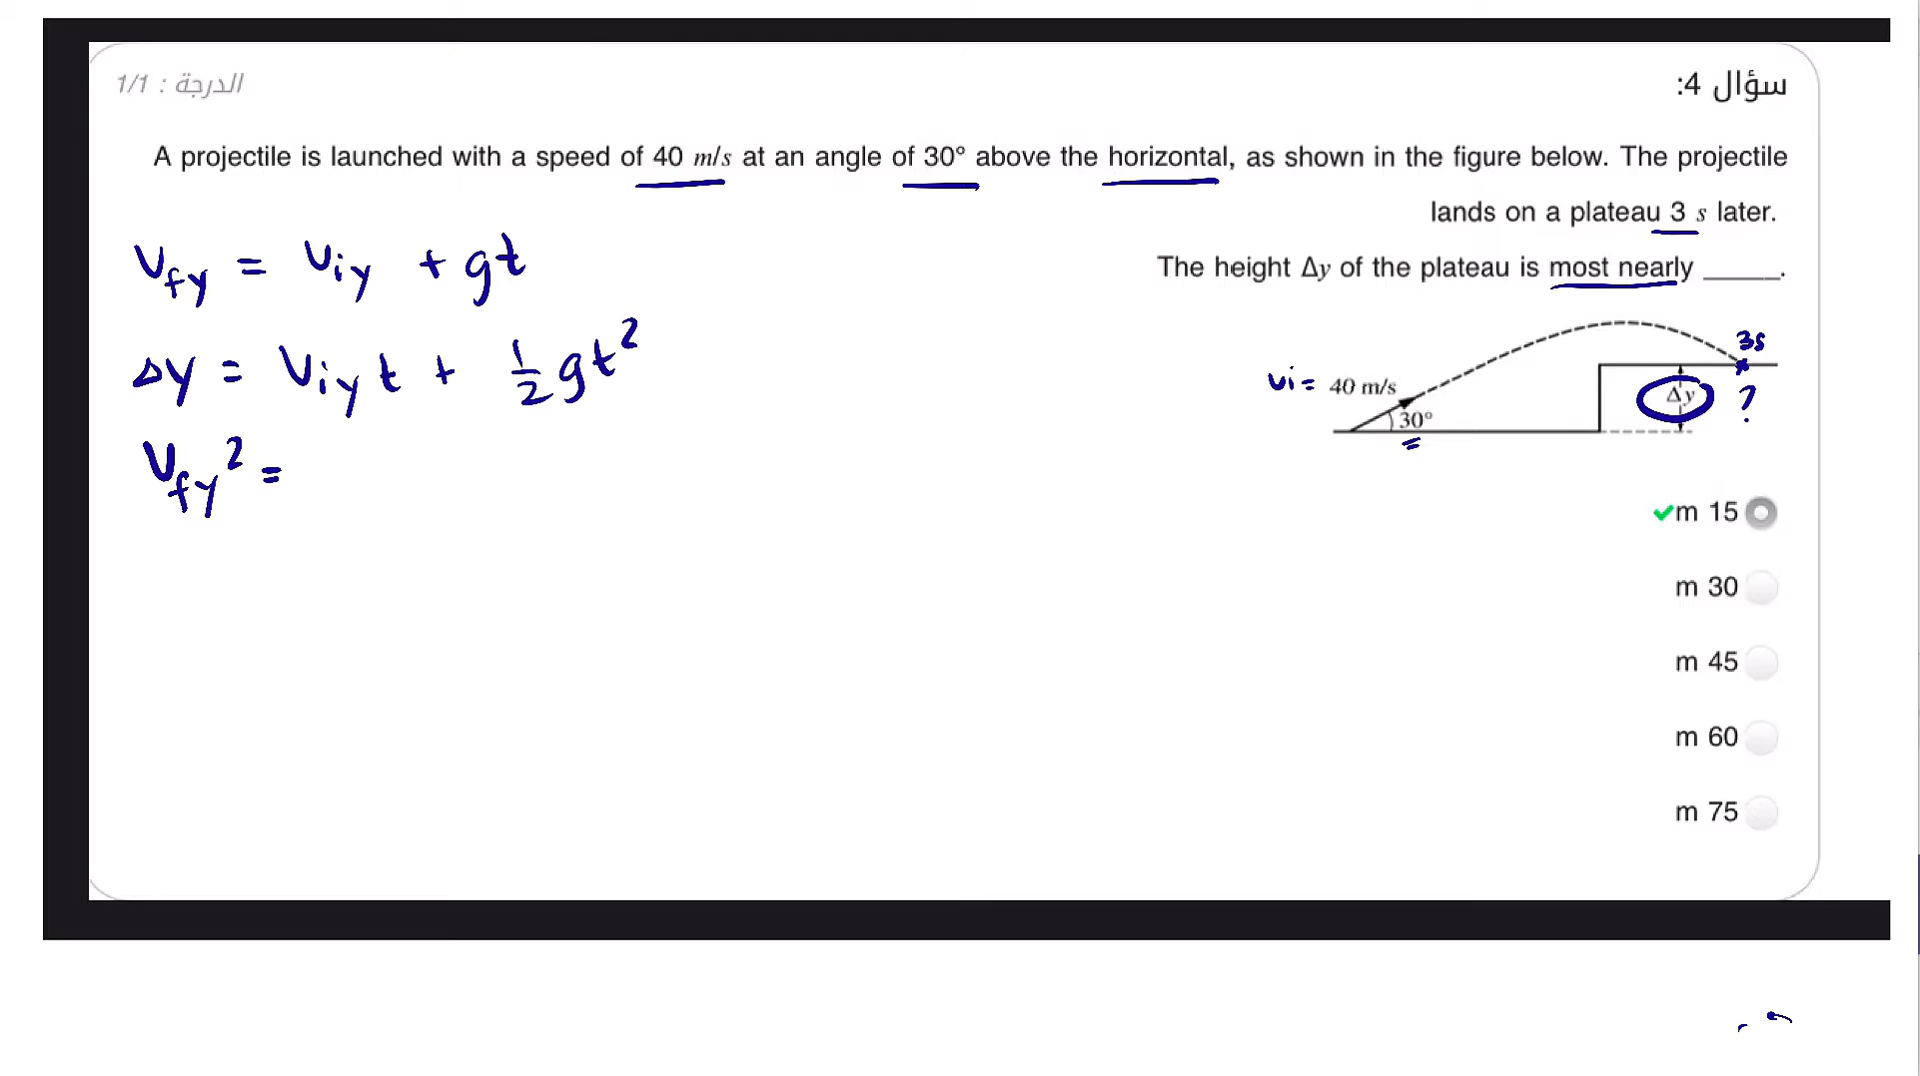 سؤال 4:
الدرجة : 1/1
A projectile is launched with a speed of 40 m/s at an angle of 30° above the horizontal, as shown in the figure below. The projectile
lands on a plateau 3 s later.
The height Δy of the plateau is most nearly _____.
Vfy = Viy + gt
Δy = Viy t + 1/2 gt²
Vfy² =
3s
Vi = 40 m/s
30°
Δy
?
m 15
m 30
m 45
m 60
m 75